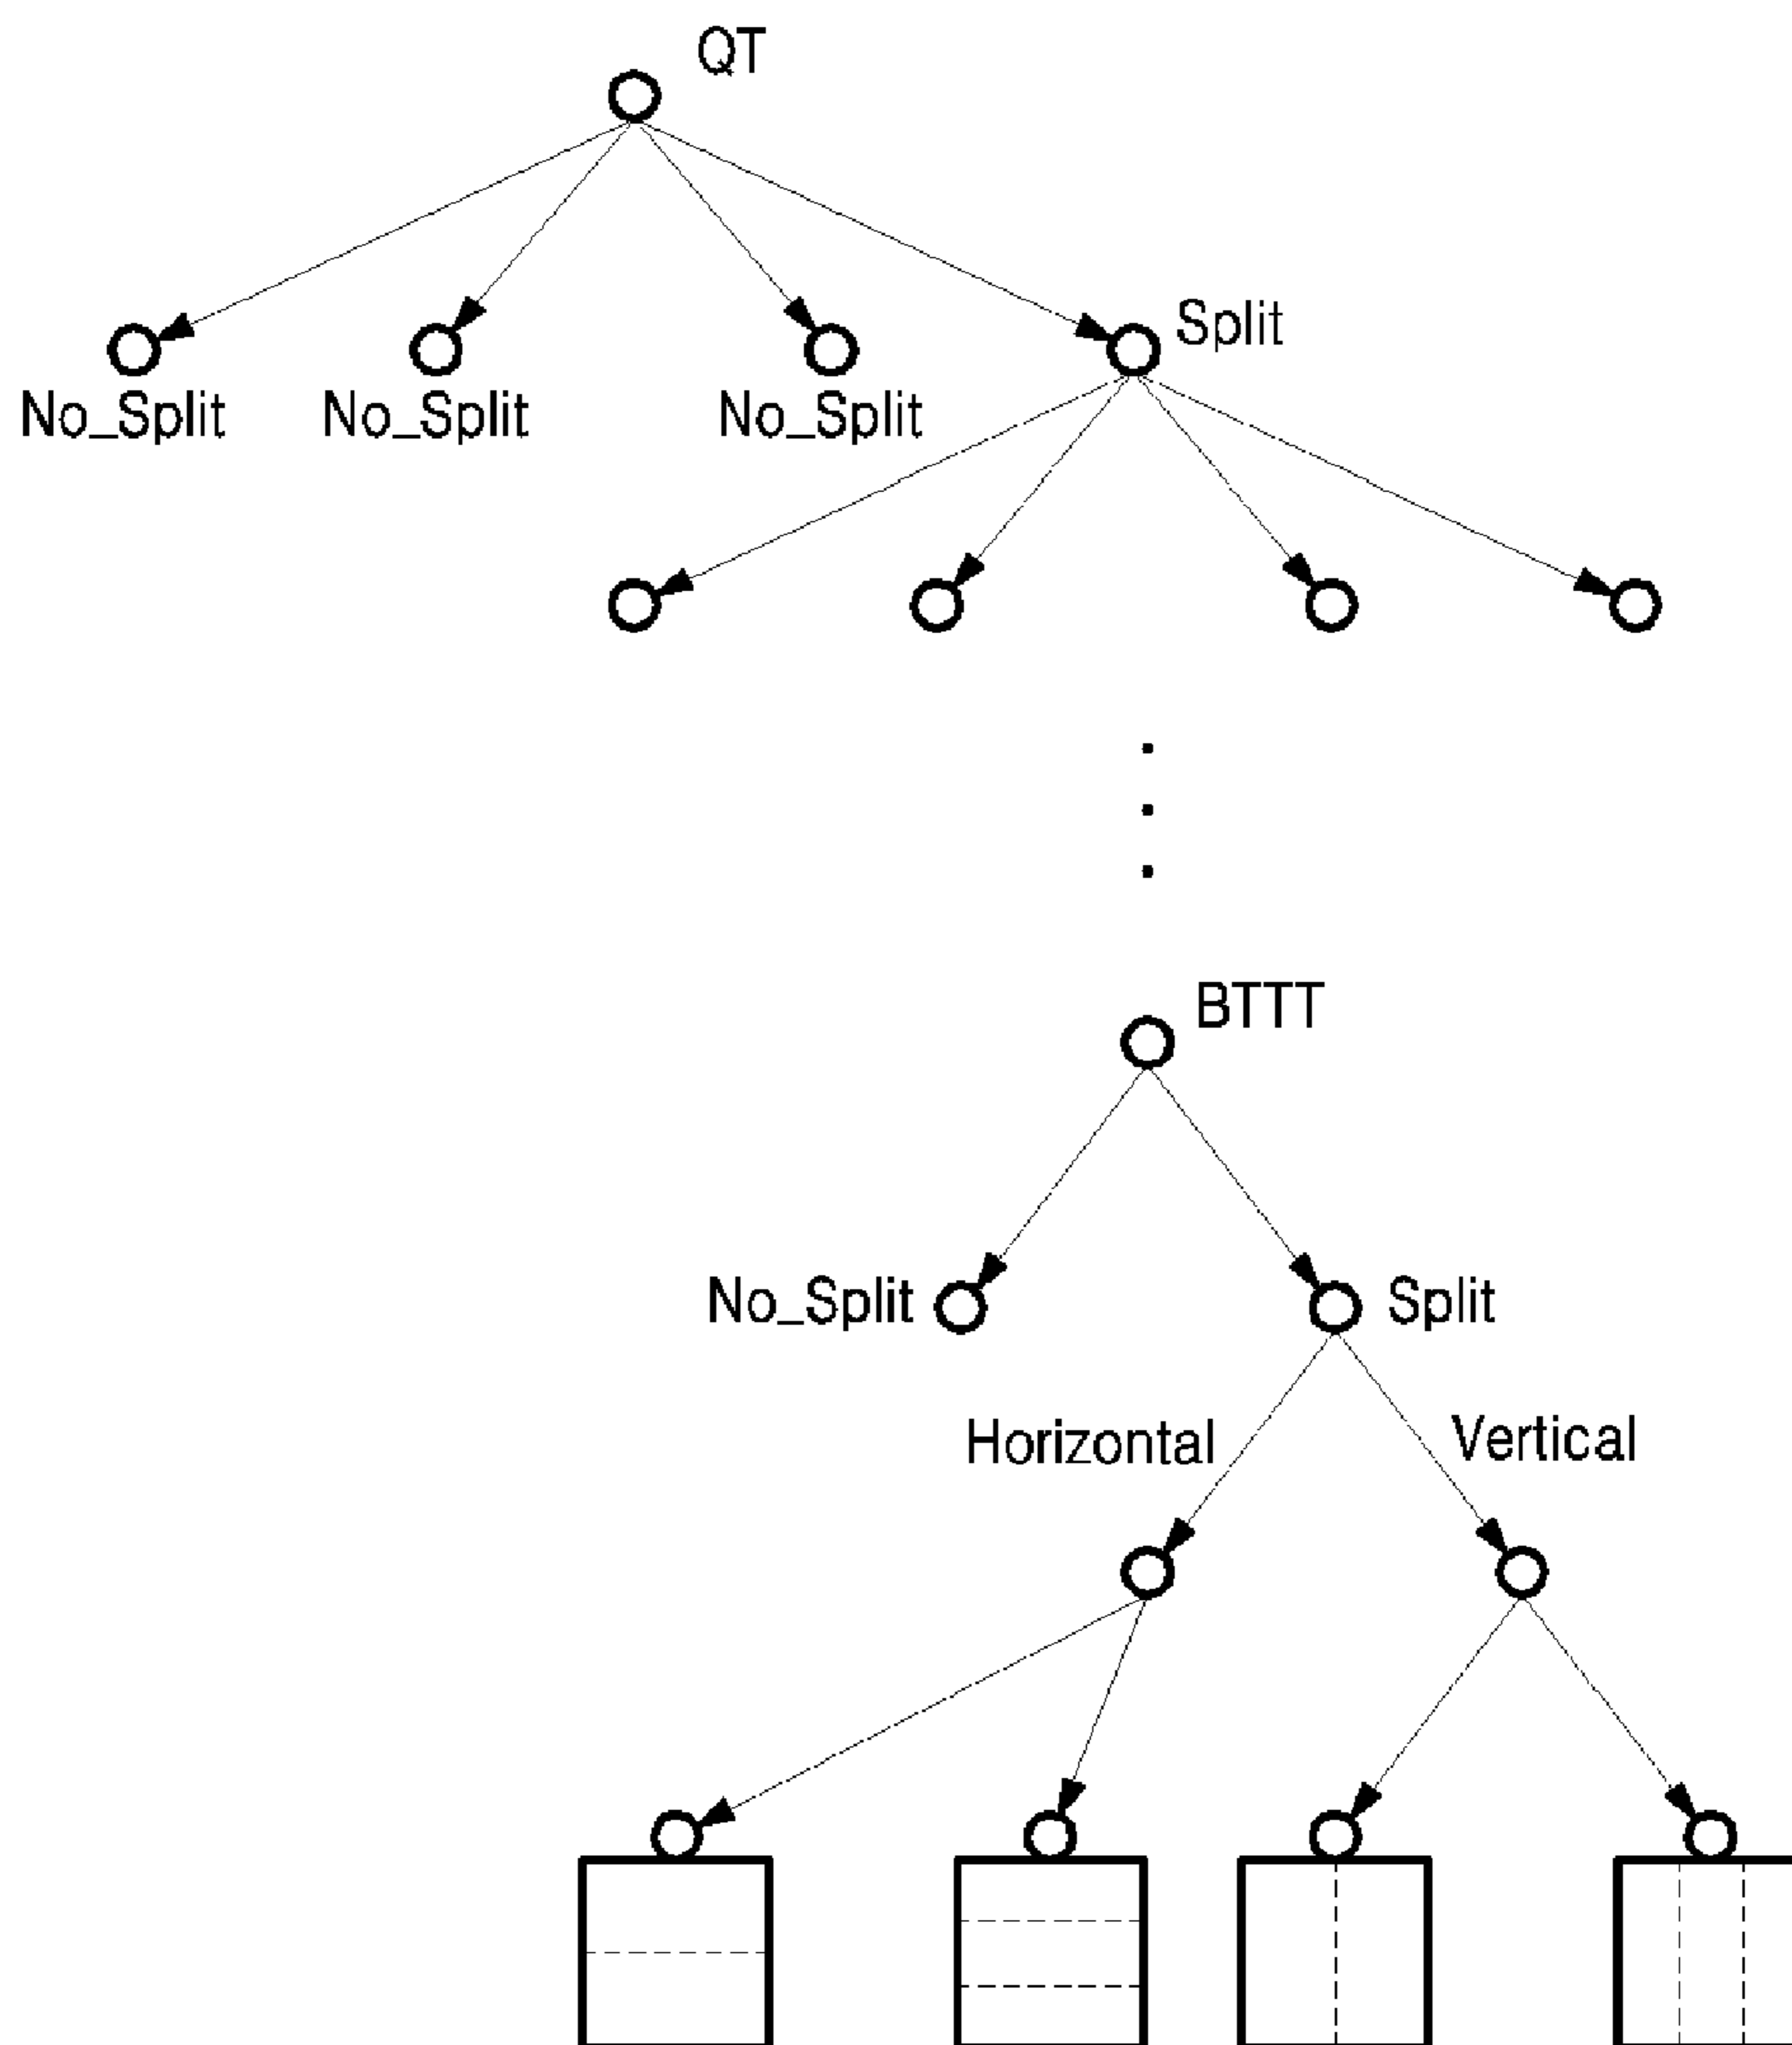 QT
Split
No_Split No_Split No_Split
BTTT
No_Split Split
Horizontal Vertical